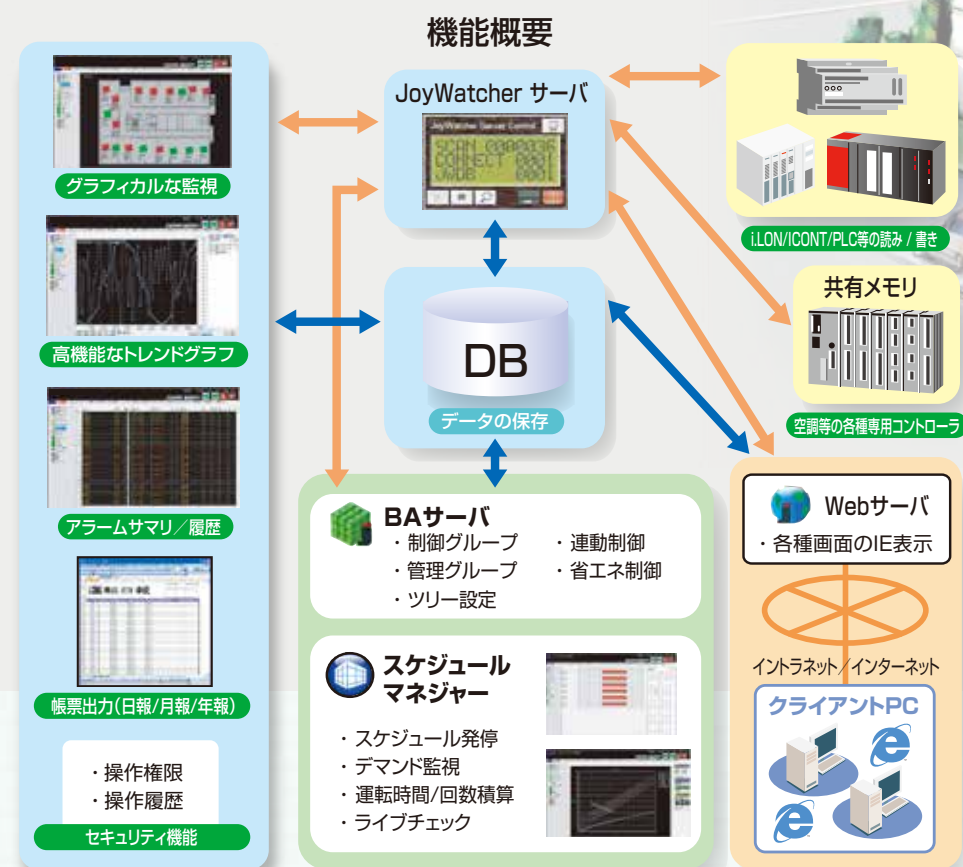 機能概要
グラフィカルな監視
高機能なトレンドグラフ
アラームサマリ／履歴
帳票出力(日報/月報/年報)
・操作権限
・操作履歴
セキュリティ機能
JoyWatcher サーバ
JoyWatcher Server Control
SCAN 0000036
CONNECT 0001
JWDB 0001
DB
データの保存
BAサーバ
・制御グループ ・連動制御
・管理グループ ・省エネ制御
・ツリー設定
スケジュール
マネジャー
・スケジュール発停
・デマンド監視
・運転時間/回数積算
・ライブチェック
i.LON/ICONT/PLC等の読み / 書き
共有メモリ
空調等の各種専用コントローラ
Webサーバ
・各種画面のIE表示
イントラネット／インターネット
クライアントPC